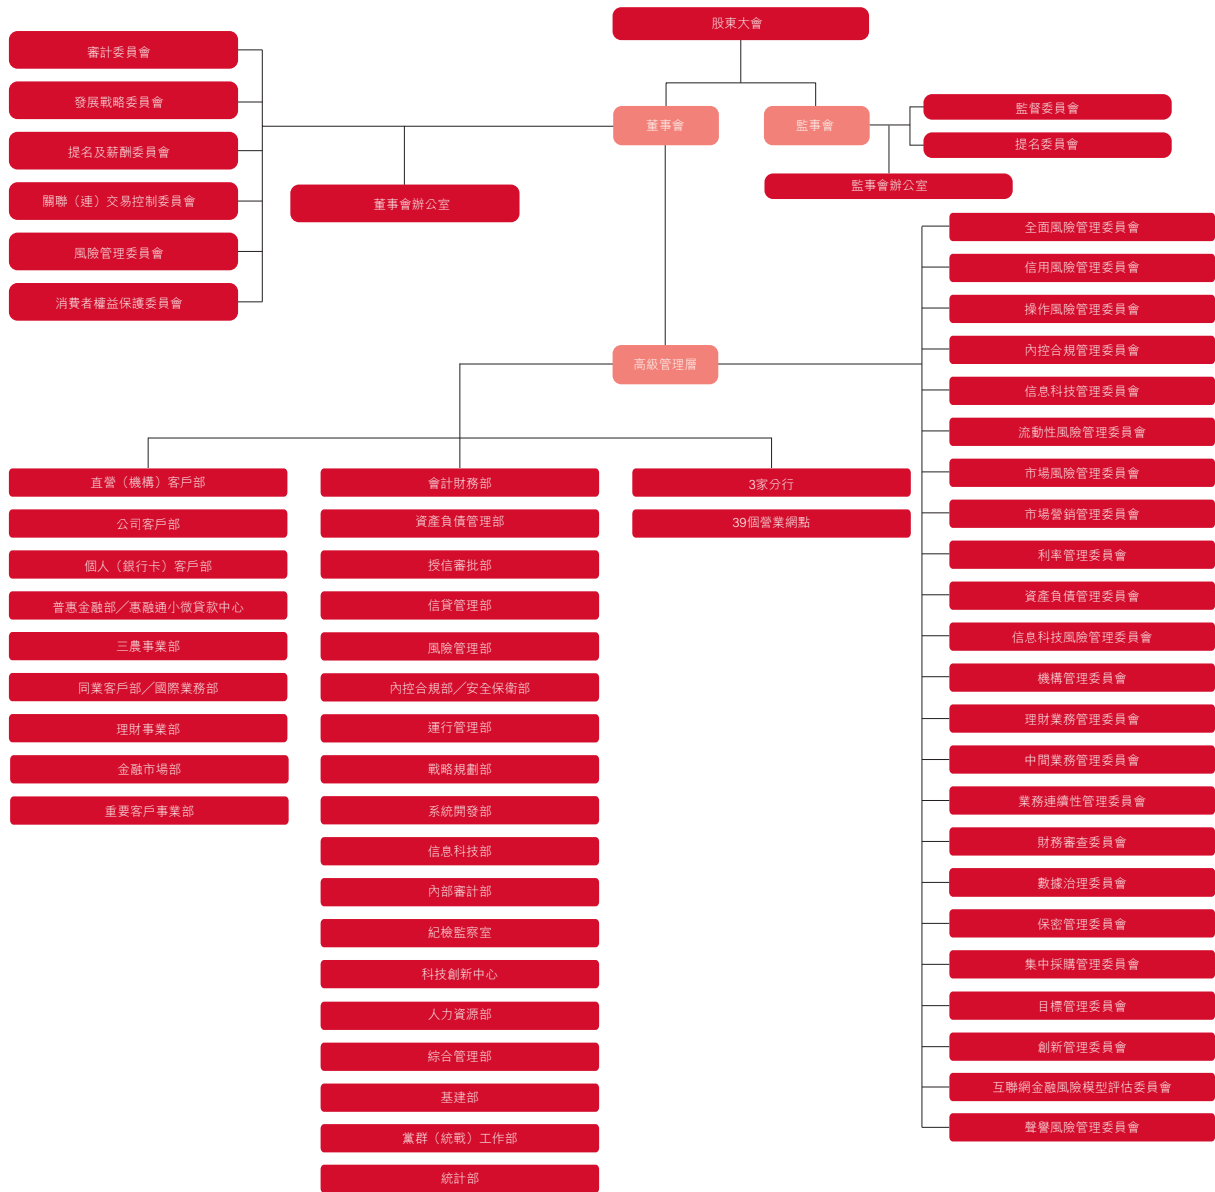 股東大會
董事會
監事會
審計委員會
發展戰略委員會
提名及薪酬委員會
關聯（連）交易控制委員會
風險管理委員會
消費者權益保護委員會
董事會辦公室
監督委員會
提名委員會
監事會辦公室
高級管理層
直營（機構）客戶部
公司客戶部
個人（銀行卡）客戶部
普惠金融部／惠融通小微貸款中心
三農事業部
同業客戶部／國際業務部
理財事業部
金融市場部
重要客戶事業部
會計財務部
資產負債管理部
授信審批部
信貸管理部
風險管理部
內控合規部／安全保衛部
運行管理部
戰略規劃部
系統開發部
信息科技部
內部審計部
紀檢監察室
科技創新中心
人力資源部
綜合管理部
基建部
黨群（統戰）工作部
統計部
3家分行
39個營業網點
全面風險管理委員會
信用風險管理委員會
操作風險管理委員會
內控合規管理委員會
信息科技管理委員會
流動性風險管理委員會
市場風險管理委員會
市場營銷管理委員會
利率管理委員會
資產負債管理委員會
信息科技風險管理委員會
機構管理委員會
理財業務管理委員會
中間業務管理委員會
業務連續性管理委員會
財務審查委員會
數據治理委員會
保密管理委員會
集中採購管理委員會
目標管理委員會
創新管理委員會
互聯網金融風險模型評估委員會
聲譽風險管理委員會